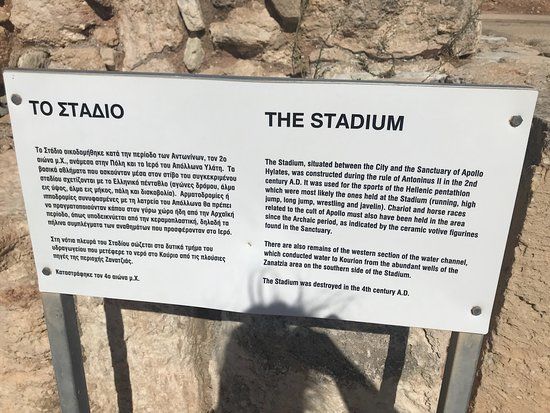 ΤΟ ΣΤΑΔΙΟ
Το Στάδιο οικοδομήθηκε κατά την περίοδο των Αντωνίνων, τον 2ο
αιώνα μ.Χ., ανάμεσα στην Πόλη και το Ιερό του Απόλλωνα Υλάτη. Τα
βασικά αθλήματα που ασκούνταν μέσα στον στίβο του συγκεκριμένου
σταδίου σχετίζονται με το Ελληνικό πένταθλο (αγώνες δρόμου, άλμα
εις ύψος, άλμα εις μήκος, πάλη και δισκοβολία). Αρματοδρομίες ή
ιπποδρομίες συνυφασμένες με τη λατρεία του Απόλλωνα θα πρέπει
να πραγματοποιούνταν κάπου στον γύρω χώρο ήδη από την Αρχαϊκή
περίοδο, όπως υποδεικνύεται από την κεραμοπλαστική, δηλαδή τα
πήλινα συμπλέγματα των αναθημάτων που προσφέρονταν στο Ιερό.
Στη νότια πλευρά του Σταδίου σώζεται στο δυτικό τμήμα του
υδραγωγείου που μετέφερε το νερό στο Κούριο από τις πλούσιες
πηγές της περιοχής Ζανατζιάς.
Καταστράφηκε τον 4ο αιώνα μ.Χ.
THE STADIUM
The Stadium, situated between the City and the Sanctuary of Apollo
Hylates, was constructed during the rule of Antoninus II in the 2nd
century A.D. It was used for the sports of the Hellenic pentathlon
which were most likely the ones held at the Stadium (running, high
jump, long jump, wrestling and javelin). Chariot and horse races
related to the cult of Apollo must also have been held in the area
since the Archaic period, as indicated by the ceramic votive figurines
found in the Sanctuary.
There are also remains of the western section of the water channel,
which conducted water to Kourion from the abundant wells of the
Zanatzia area on the southern side of the Stadium.
The Stadium was destroyed in the 4th century A.D.